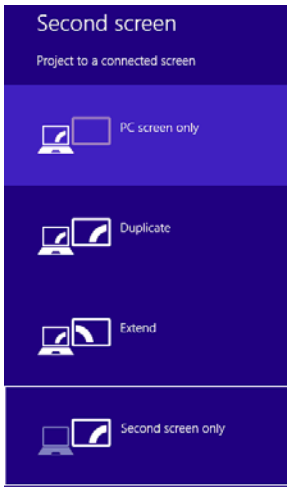 Second screen
Project to a connected screen
PC screen only
Duplicate
Extend
Second screen only